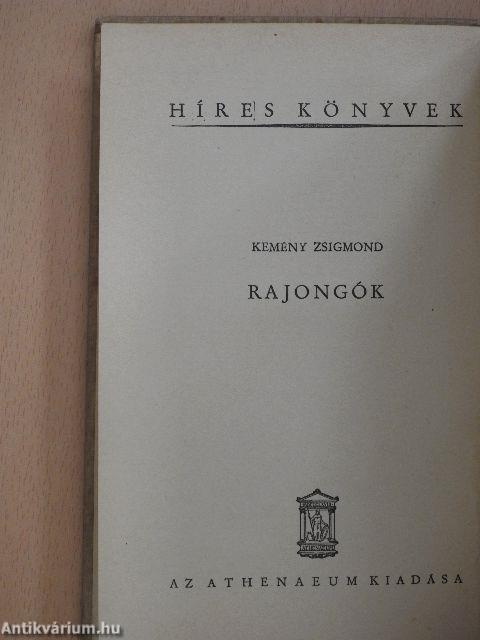 HÍRES KÖNYVEK
KEMÉNY ZSIGMOND
RAJONGÓK
AZ ATHENAEUM KIADÁSA
Antikvárium.hu